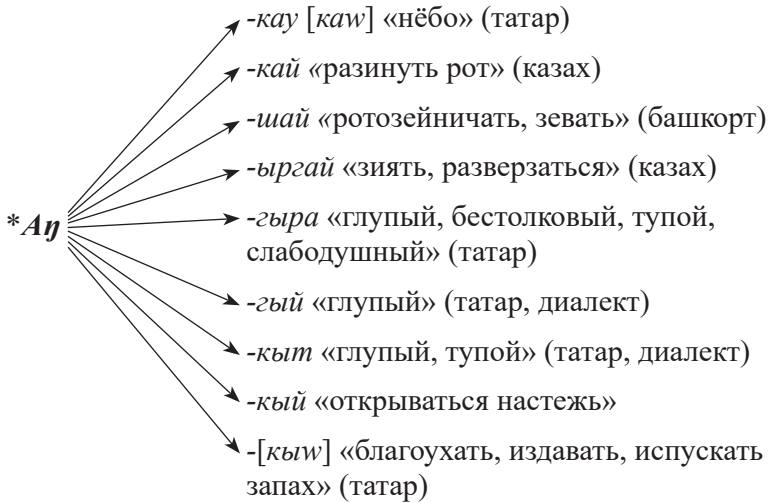 -кау [каw] «нёбо» (татар)
-кай «разинуть рот» (казах)
-шай «ротозейничать, зевать» (башкорт)
-ыргай «зиять, разверзаться» (казах)
*Аŋ
-гыра «глупый, бестолковый, тупой,
слабодушный» (татар)
-гый «глупый» (татар, диалект)
-кыт «глупый, тупой» (татар, диалект)
-кый «открываться настежь»
-[кыw] «благоухать, издавать, испускать
запах» (татар)